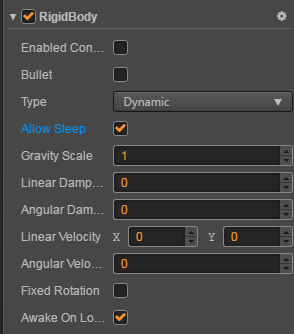 RigidBody
Enabled Con...
Bullet
Type Dynamic
Allow Sleep
Gravity Scale 1
Linear Damp... 0
Angular Dam... 0
Linear Velocity X 0 Y 0
Angular Velo... 0
Fixed Rotation
Awake On Lo...